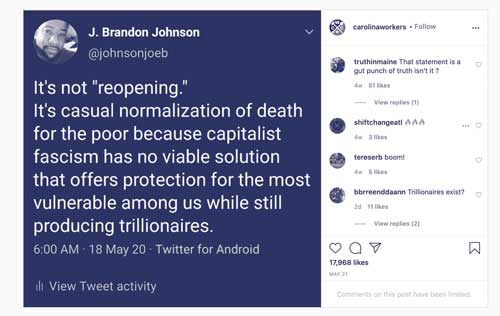 J. Brandon Johnson
@johnsonjoeb
It's not "reopening."
It's casual normalization of death
for the poor because capitalist
fascism has no viable solution
that offers protection for the most
vulnerable among us while still
producing trillionaires.
6:00 AM · 18 May 20 · Twitter for Android
View Tweet activity
carolinaworkers • Follow
truthinmaine That statement is a
gut punch of truth isn't it ?
4w 51 likes
View replies (1)
shiftchangeatl 🔥🔥🔥
4w 3 likes
tereserb boom!
4w 5 likes
bbrreenddaann Trillionaires exist?
2d 11 likes
View replies (2)
17,968 likes
MAY 21
Comments on this post have been limited.